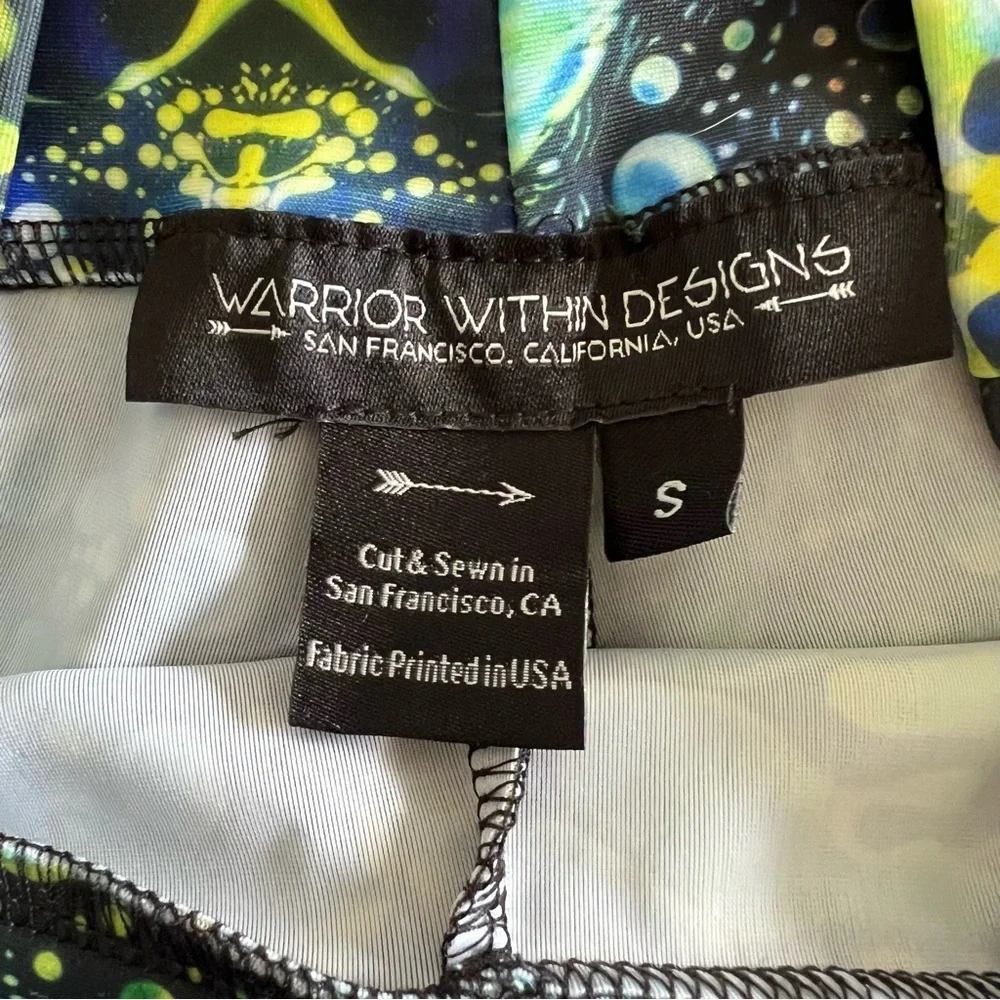 WARRIOR WITHIN DESIGNS
SAN FRANCISCO. CALIFORNIA, USA
S
Cut & Sewn in
San Francisco, CA
Fabric Printed in USA